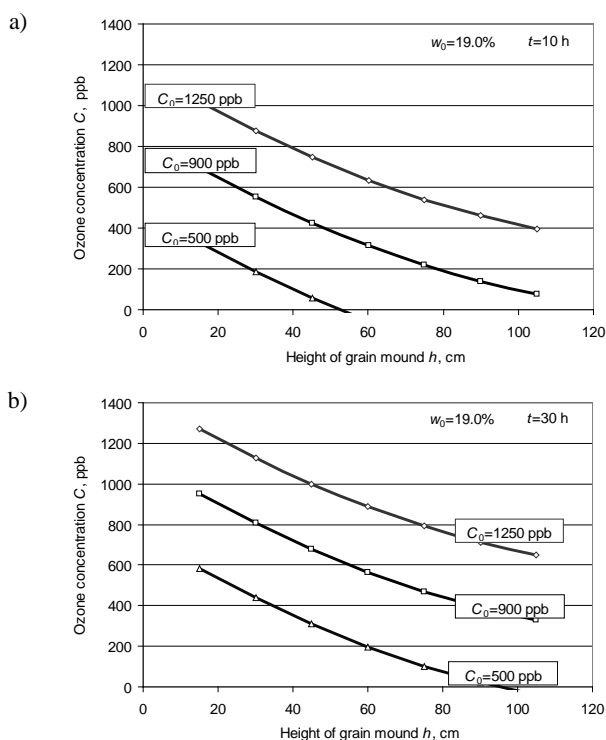 a)
1400
w0=19.0% t=10 h
1200
1000
C0=1250 ppb
800
C0=900 ppb
600
400
C0=500 ppb
200
0
Ozone concentration C, ppb
0 20 40 60 80 100 120
Height of grain mound h, cm
b)
1400
w0=19.0% t=30 h
1200
1000
800
C0=1250 ppb
600
400
C0=900 ppb
200
C0=500 ppb
0
Ozone concentration C, ppb
0 20 40 60 80 100 120
Height of grain mound h, cm